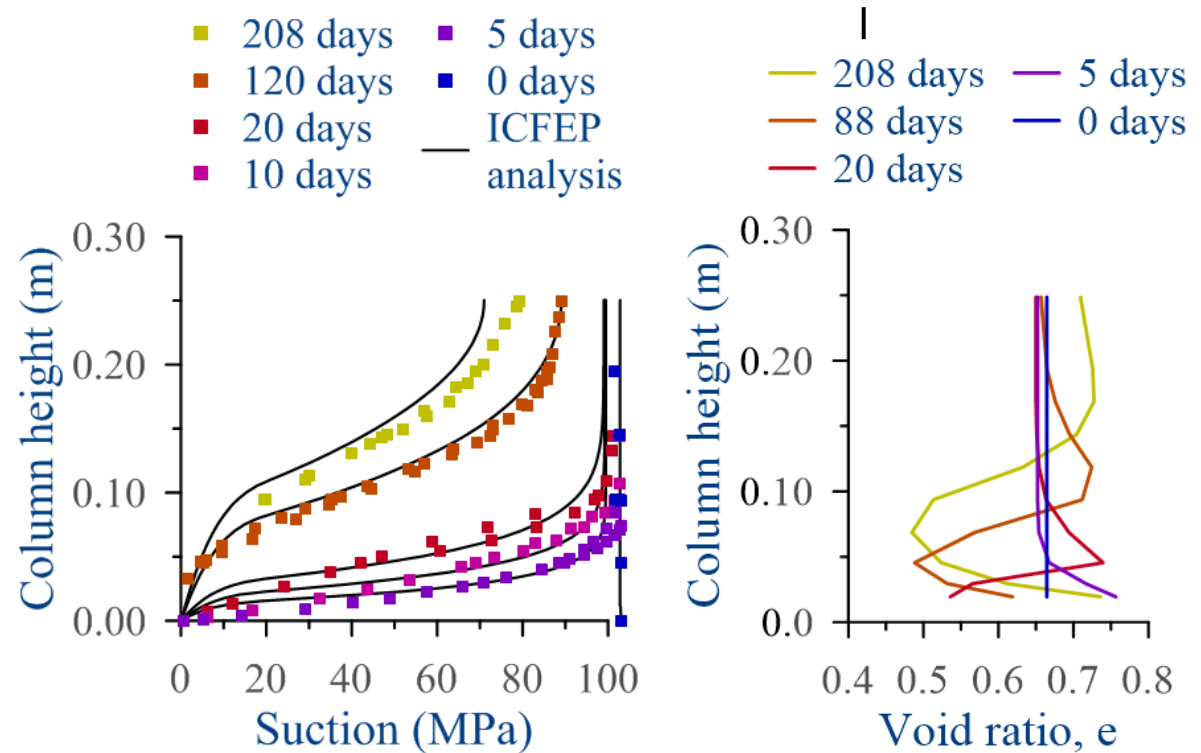 208 days
120 days
20 days
10 days
5 days
0 days
ICFEP
analysis
Column height (m)
0.30
0.20
0.10
0.00
0 20 40 60 80 100
Suction (MPa)
208 days
88 days
20 days
5 days
0 days
Column height (m)
0.30
0.20
0.10
0.0
0.4 0.5 0.6 0.7 0.8
Void ratio, e